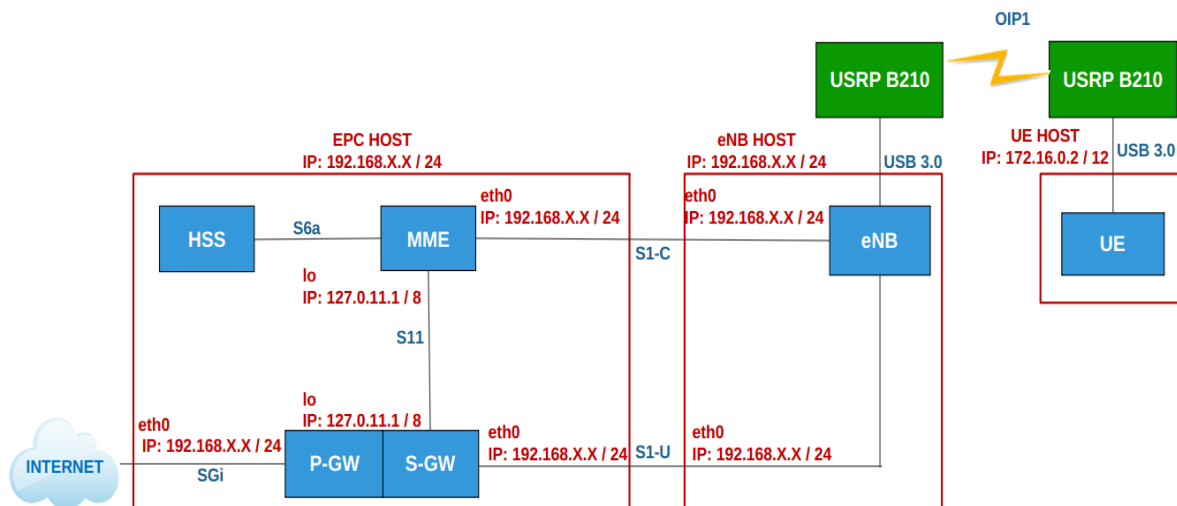 OIP1
USRP B210
USRP B210
EPC HOST
IP: 192.168.X.X / 24
eNB HOST
IP: 192.168.X.X / 24
USB 3.0
UE HOST
IP: 172.16.0.2 / 12
USB 3.0
eth0
IP: 192.168.X.X / 24
eth0
IP: 192.168.X.X / 24
HSS
S6a
MME
S1-C
eNB
UE
lo
IP: 127.0.11.1 / 8
S11
lo
IP: 127.0.11.1 / 8
eth0
IP: 192.168.X.X / 24
eth0
IP: 192.168.X.X / 24
S1-U
eth0
IP: 192.168.X.X / 24
INTERNET
SGi
P-GW
S-GW